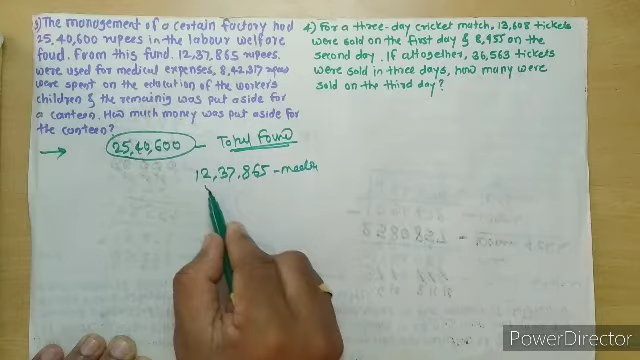 3) The management of a certain factory had
25,40,600 rupees in the labour welfare
foud. From this fund. 12,37,865 rupees.
were used for medical expenses, 8,42,317 rupees
were spent on the education of the worker's
children & the remainig was put aside for
a canteen. How much money was put aside for
the canteen?
→ 25,40,600 – Total found
12,37,865 –
4) For a three-day cricket match, 13,608 tickets
were sold on the first day & 8,955 on the
second day. If altogether, 36,563 tickets
were sold in three days, how many were
sold on the third day?
PowerDirector